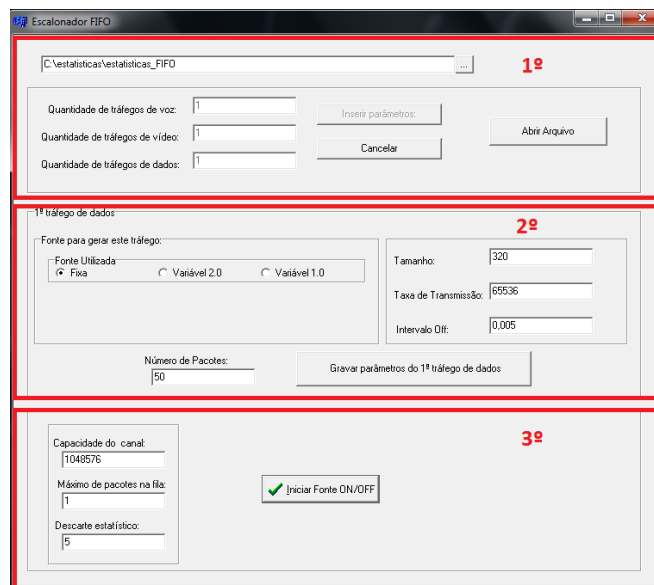 Escalonador FIFO
C:\estatisticas\estatisticas_FIFO
...
1º
Quantidade de tráfegos de voz:
1
Inserir parâmetros:
Quantidade de tráfegos de vídeo:
1
Abrir Arquivo
Cancelar
Quantidade de tráfegos de dados:
1
1º tráfego de dados
2º
Fonte para gerar este tráfego:
Fonte Utilizada
Fixa
Variável 2.0
Variável 1.0
Tamanho:
320
Taxa de Transmissão:
65536
Intervalo Off:
0,005
Número de Pacotes:
50
Gravar parâmetros do 1º tráfego de dados
3º
Capacidade do canal:
1048576
Máximo de pacotes na fila:
1
Iniciar Fonte ON/OFF
Descarte estatístico:
5